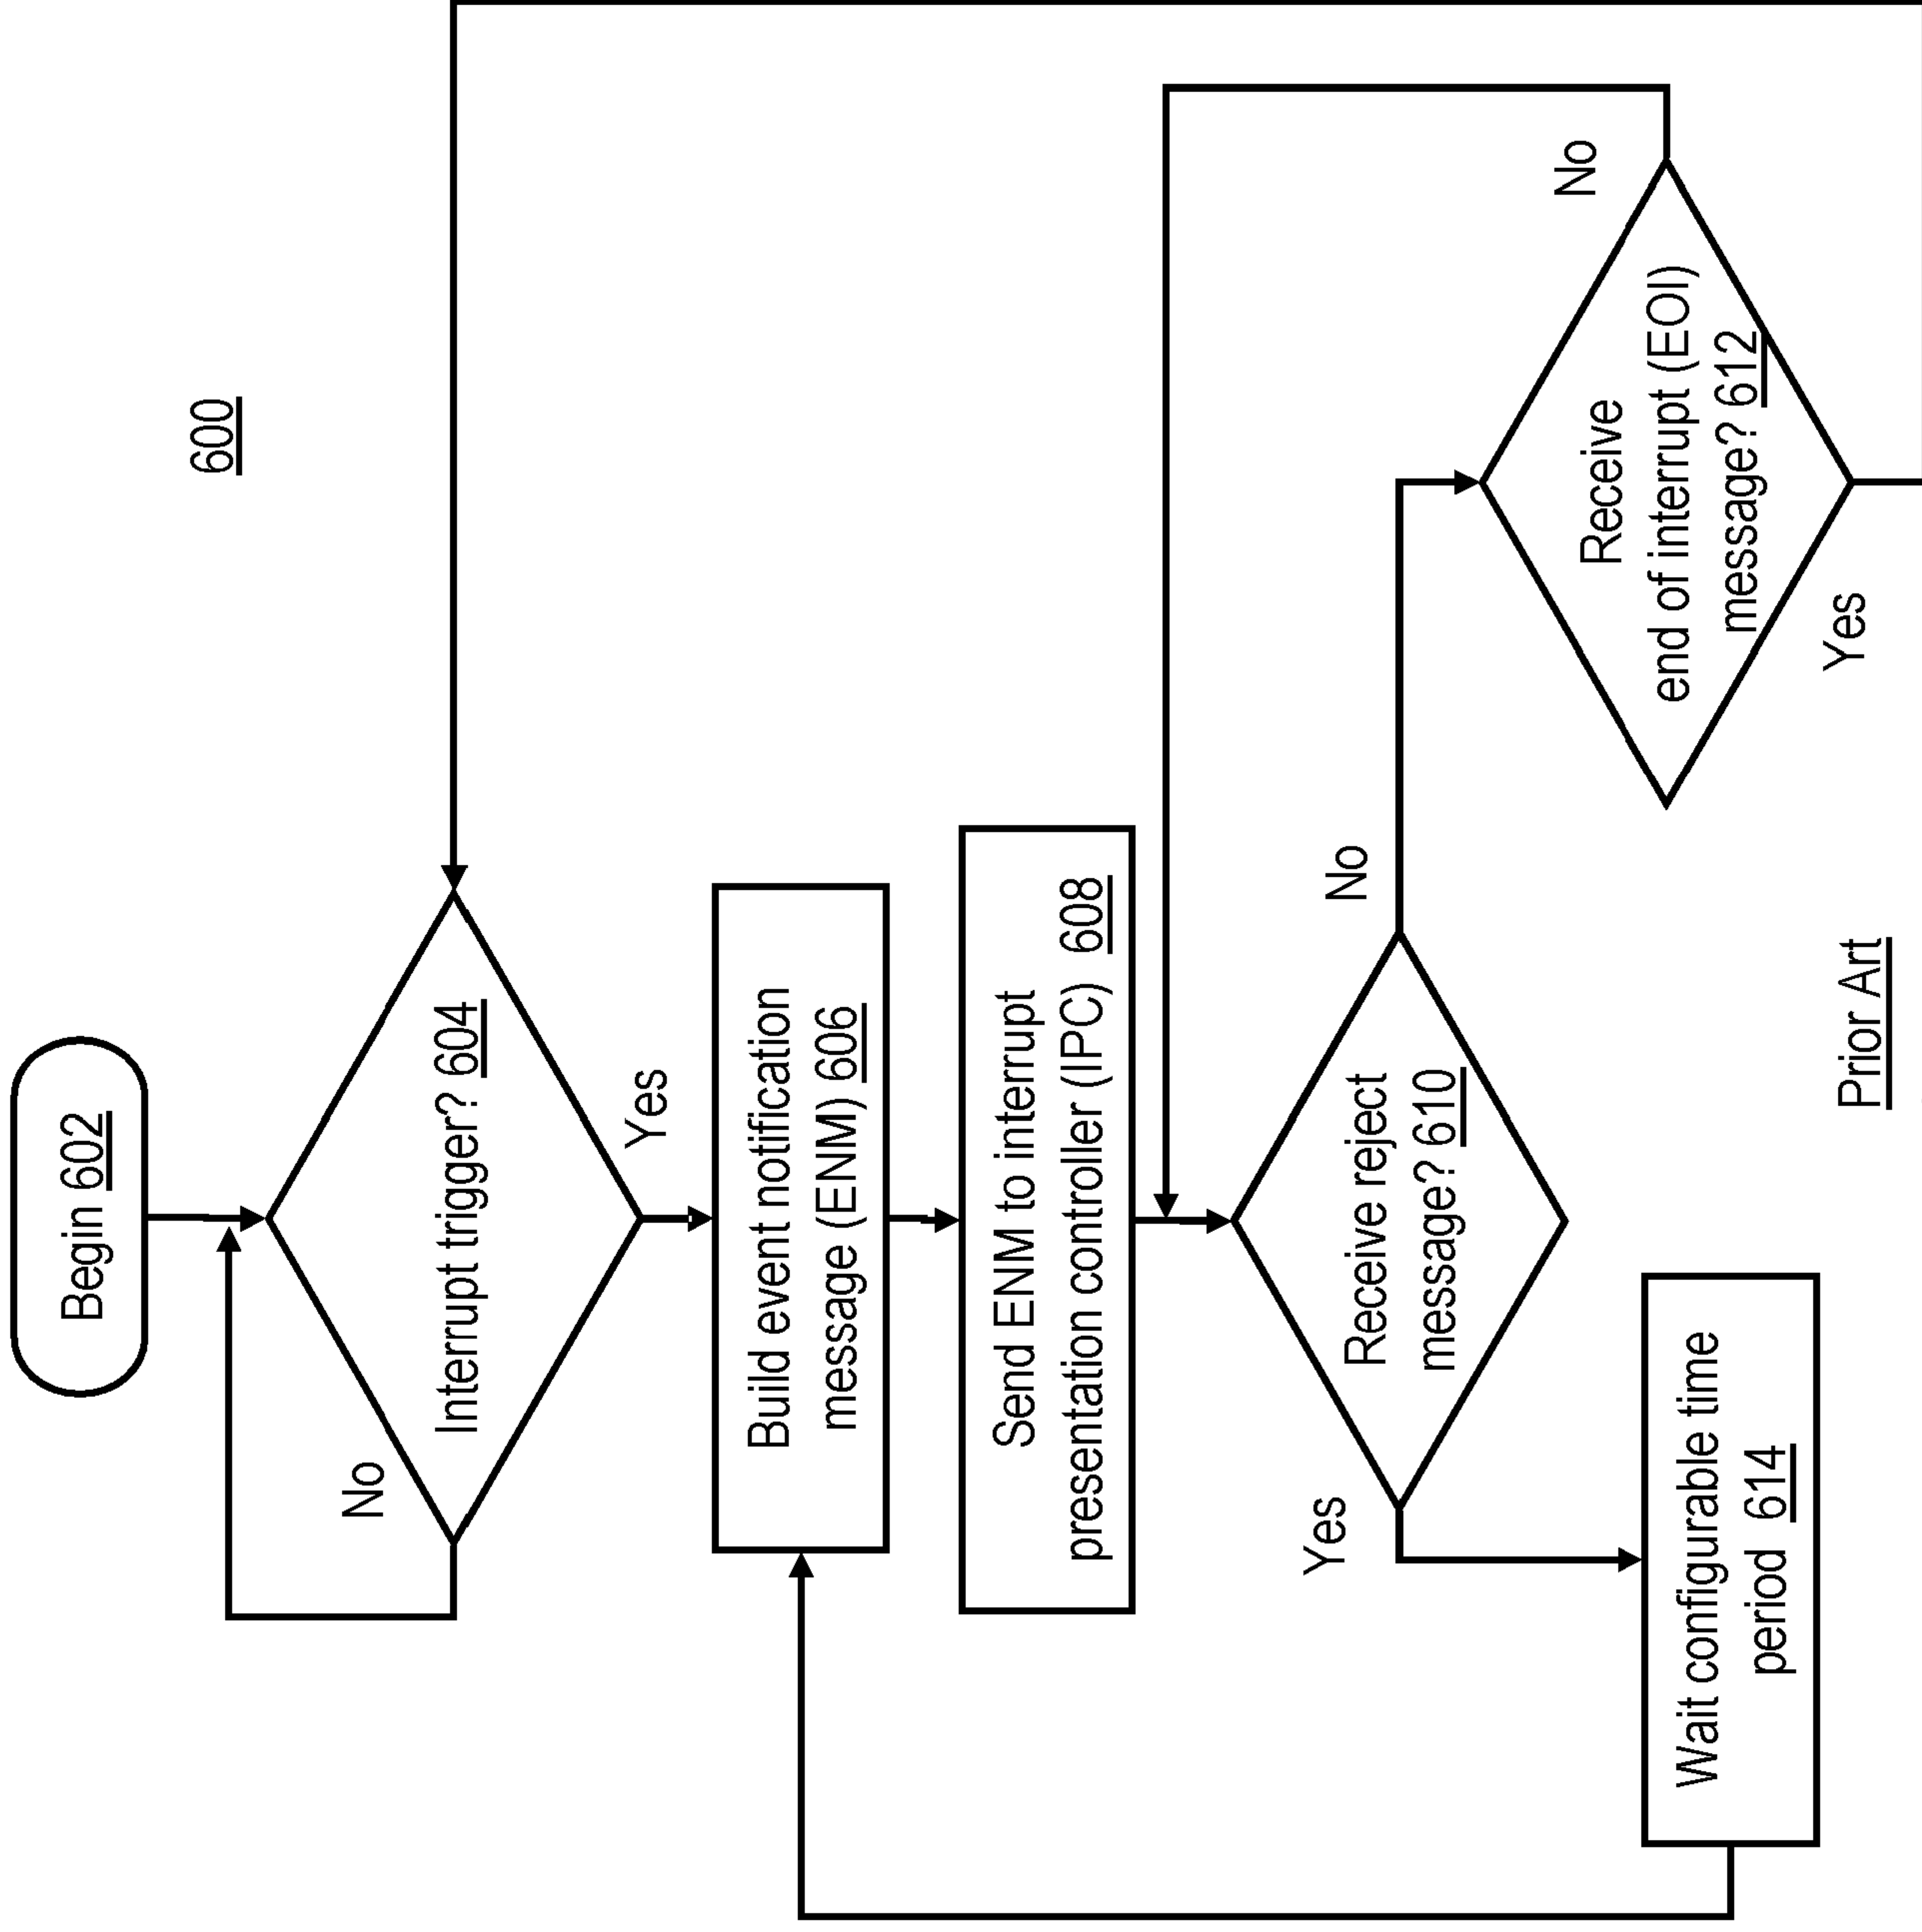 600
Begin 602
Interrupt trigger? 604
No
Yes
Build event notification
message (ENM) 606
Send ENM to interrupt
presentation controller (IPC) 608
Receive reject
message? 610
Yes
No
Receive
end of interrupt (EOI)
message? 612
No
Yes
Wait configurable time
period 614
Prior Art